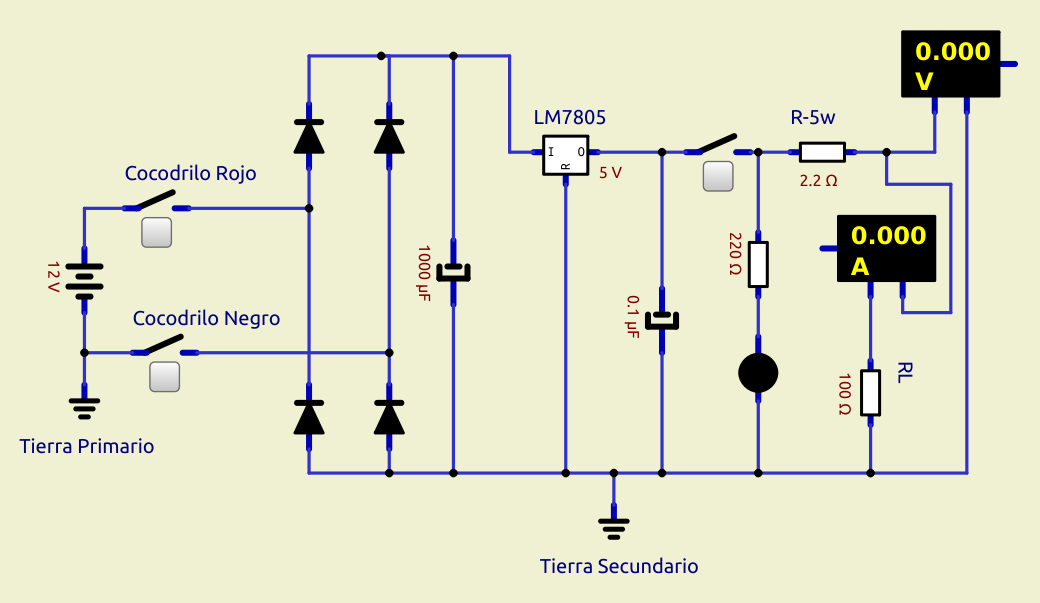 0.000
V
LM7805
R-5w
I
O
R
5 V
2.2 Ω
Cocodrilo Rojo
0.000
A
220 Ω
12 V
1000 µF
0.1 µF
Cocodrilo Negro
100 Ω
RL
Tierra Primario
Tierra Secundario